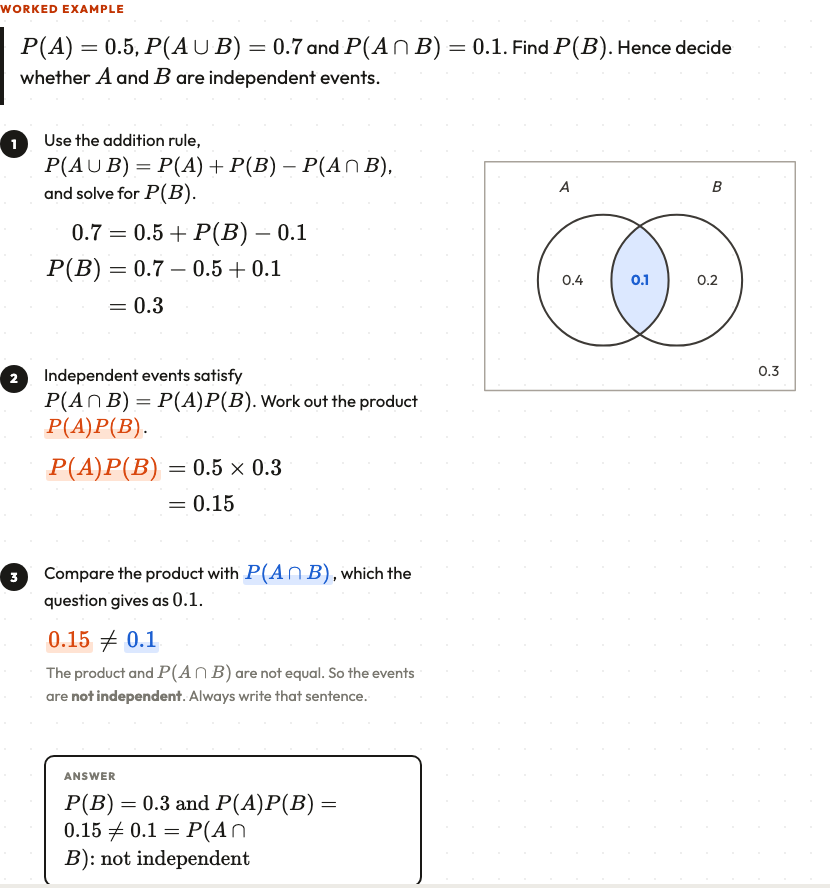 WORKED EXAMPLE
P(A) = 0.5, P(A ∪ B) = 0.7 and P(A ∩ B) = 0.1. Find P(B). Hence decide
whether A and B are independent events.
1
Use the addition rule,
P(A ∪ B) = P(A) + P(B) − P(A ∩ B),
and solve for P(B).
0.7 = 0.5 + P(B) − 0.1
P(B) = 0.7 − 0.5 + 0.1
= 0.3
A B
0.4 0.1 0.2
0.3
2
Independent events satisfy
P(A ∩ B) = P(A)P(B). Work out the product
P(A)P(B).
P(A)P(B) = 0.5 × 0.3
= 0.15
3
Compare the product with P(A ∩ B), which the
question gives as 0.1.
0.15 ≠ 0.1
The product and P(A ∩ B) are not equal. So the events
are not independent. Always write that sentence.
ANSWER
P(B) = 0.3 and P(A)P(B) =
0.15 ≠ 0.1 = P(A ∩
B): not independent